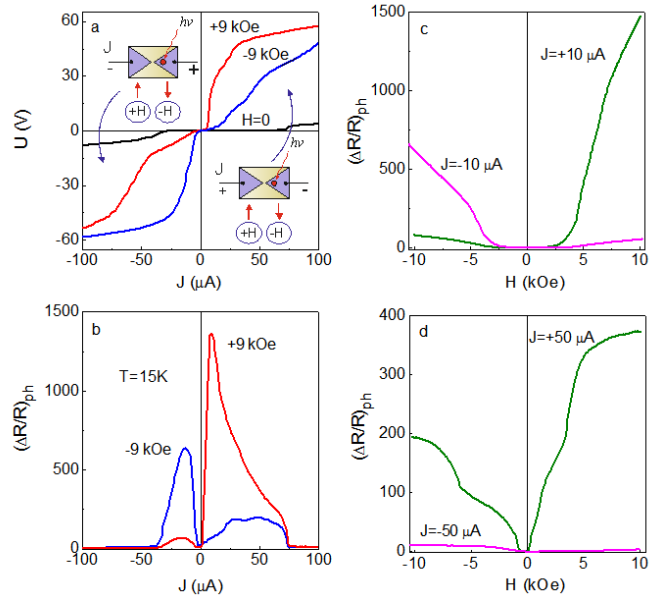 a
60
30
0
-30
-60
U (V)
+9 kOe
-9 kOe
H=0
hν
J
-
+
+H
-H
hν
J
+
-
+H
-H
-100
-50
0
50
100
J (μA)
c
1500
1000
500
0
(ΔR/R)ph
J=+10 μA
J=-10 μA
-10
-5
0
5
10
H (kOe)
b
1500
1000
500
0
(ΔR/R)ph
T=15K
+9 kOe
-9 kOe
-100
-50
0
50
100
J (μA)
d
400
300
200
100
0
(ΔR/R)ph
J=+50 μA
J=-50 μA
-10
-5
0
5
10
H (kOe)